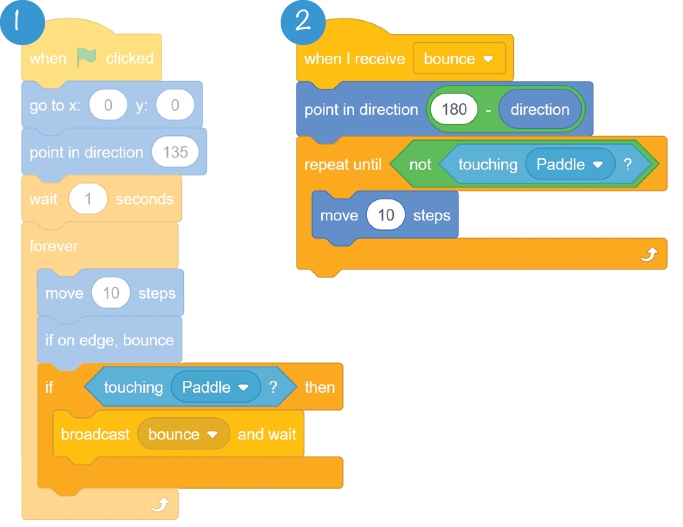 1
when clicked
go to x: 0 y: 0
point in direction 135
wait 1 seconds
forever
move 10 steps
if on edge, bounce
if touching Paddle ? then
broadcast bounce and wait
2
when I receive bounce
point in direction 180 - direction
repeat until not touching Paddle ?
move 10 steps